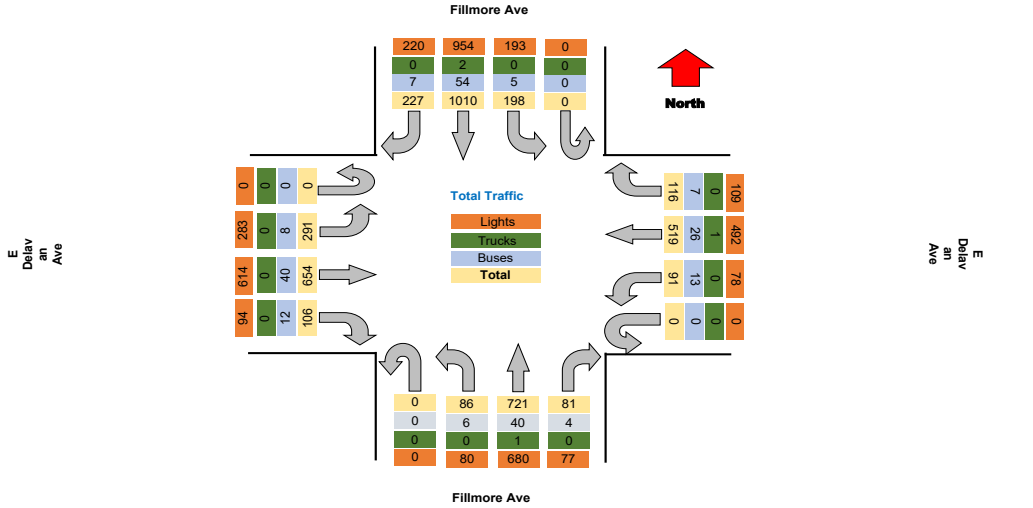 Fillmore Ave
220 954 193 0
0 2 0 0
7 54 5 0
227 1010 198 0
North
0 0 0 0
283 0 8 291
614 0 40 654
94 0 12 106
E
Delav
an
Ave
Total Traffic
Lights
Trucks
Buses
Total
116 7 0 109
519 26 1 492
91 13 0 78
0 0 0 0
E
Delav
an
Ave
0 86 721 81
0 6 40 4
0 0 1 0
0 80 680 77
Fillmore Ave